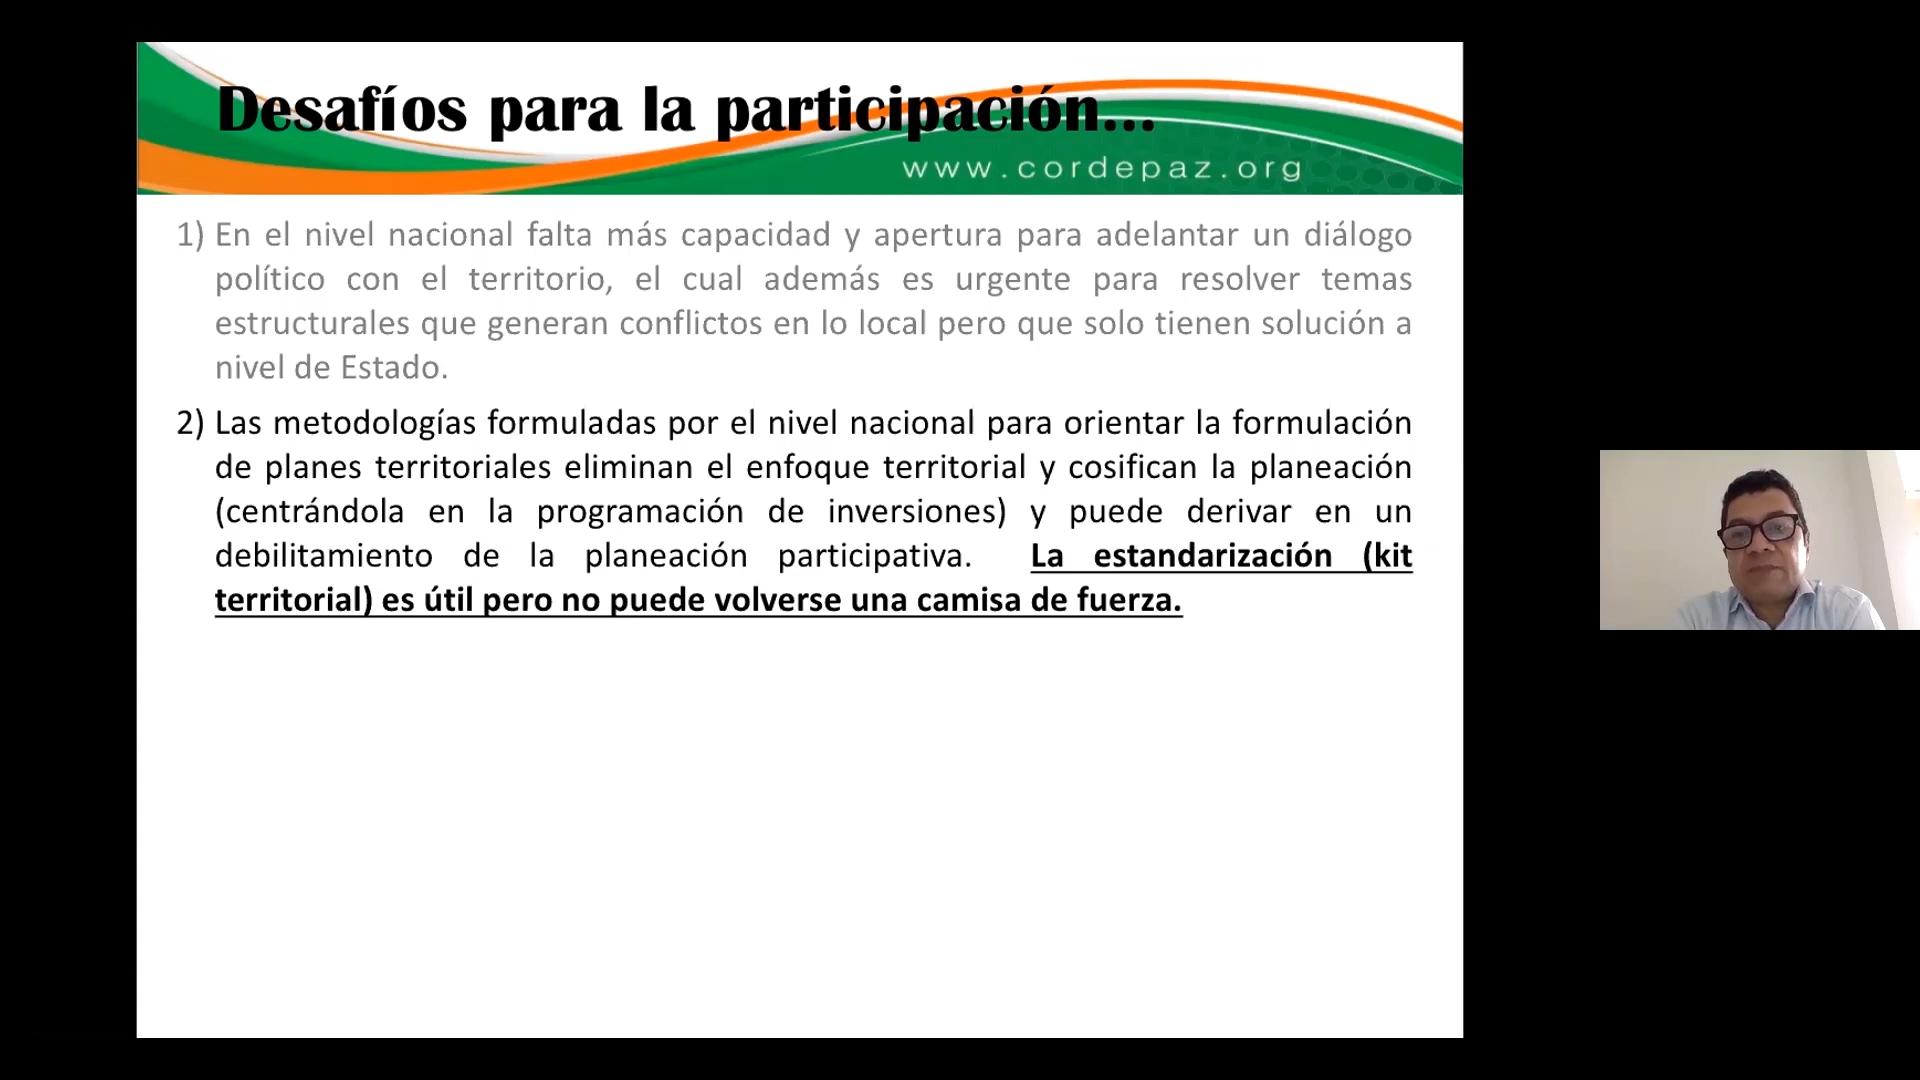 Desafíos para la participación...
www.cordepaz.org
1) En el nivel nacional falta más capacidad y apertura para adelantar un diálogo
político con el territorio, el cual además es urgente para resolver temas
estructurales que generan conflictos en lo local pero que solo tienen solución a
nivel de Estado.
2) Las metodologías formuladas por el nivel nacional para orientar la formulación
de planes territoriales eliminan el enfoque territorial y cosifican la planeación
(centrándola en la programación de inversiones) y puede derivar en un
debilitamiento de la planeación participativa. La estandarización (kit
territorial) es útil pero no puede volverse una camisa de fuerza.